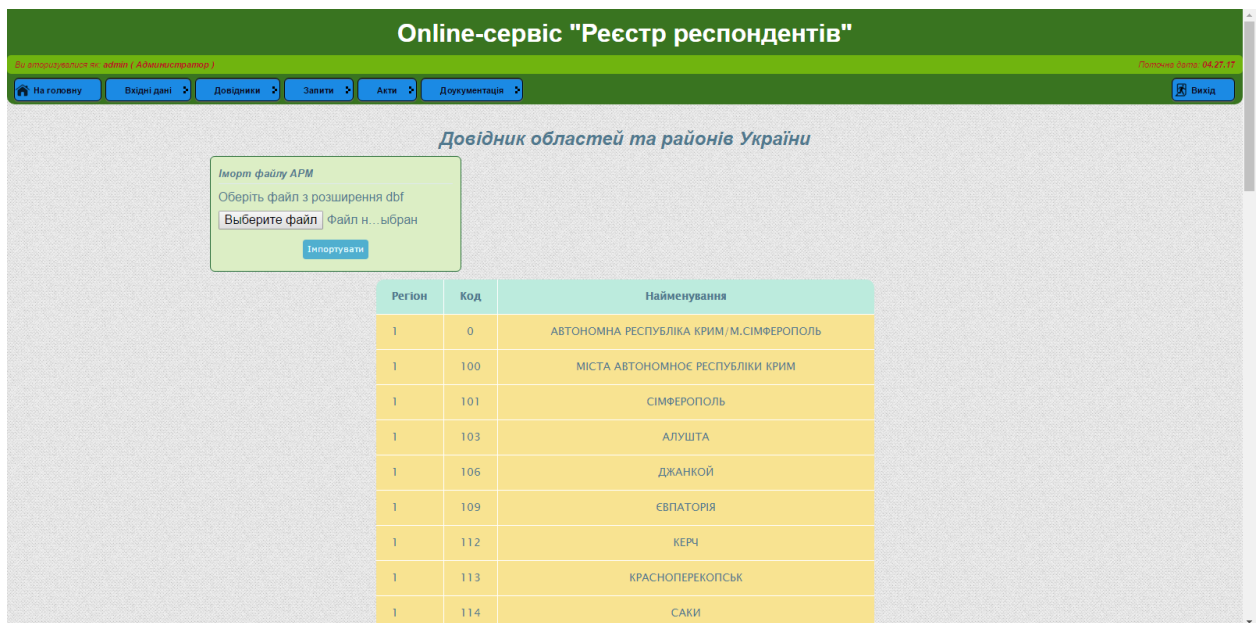 Online-сервіс "Реєстр респондентів"
Ви авторизувалися як: admin ( Администратор ) Поточна дата: 04.27.17
На головну Вхідні дані Довідники Запити Акти Доукументація Вихід
Довідник областей та районів України
Іморт файлу АРМ
Оберіть файл з розширення dbf
Выберите файл Файл н...ыбран
Імпортувати
Регіон Код Найменування
1 0 АВТОНОМНА РЕСПУБЛІКА КРИМ/М.СІМФЕРОПОЛЬ
1 100 МІСТА АВТОНОМНОЄ РЕСПУБЛІКИ КРИМ
1 101 СІМФЕРОПОЛЬ
1 103 АЛУШТА
1 106 ДЖАНКОЙ
1 109 ЄВПАТОРІЯ
1 112 КЕРЧ
1 113 КРАСНОПЕРЕКОПСЬК
1 114 САКИ